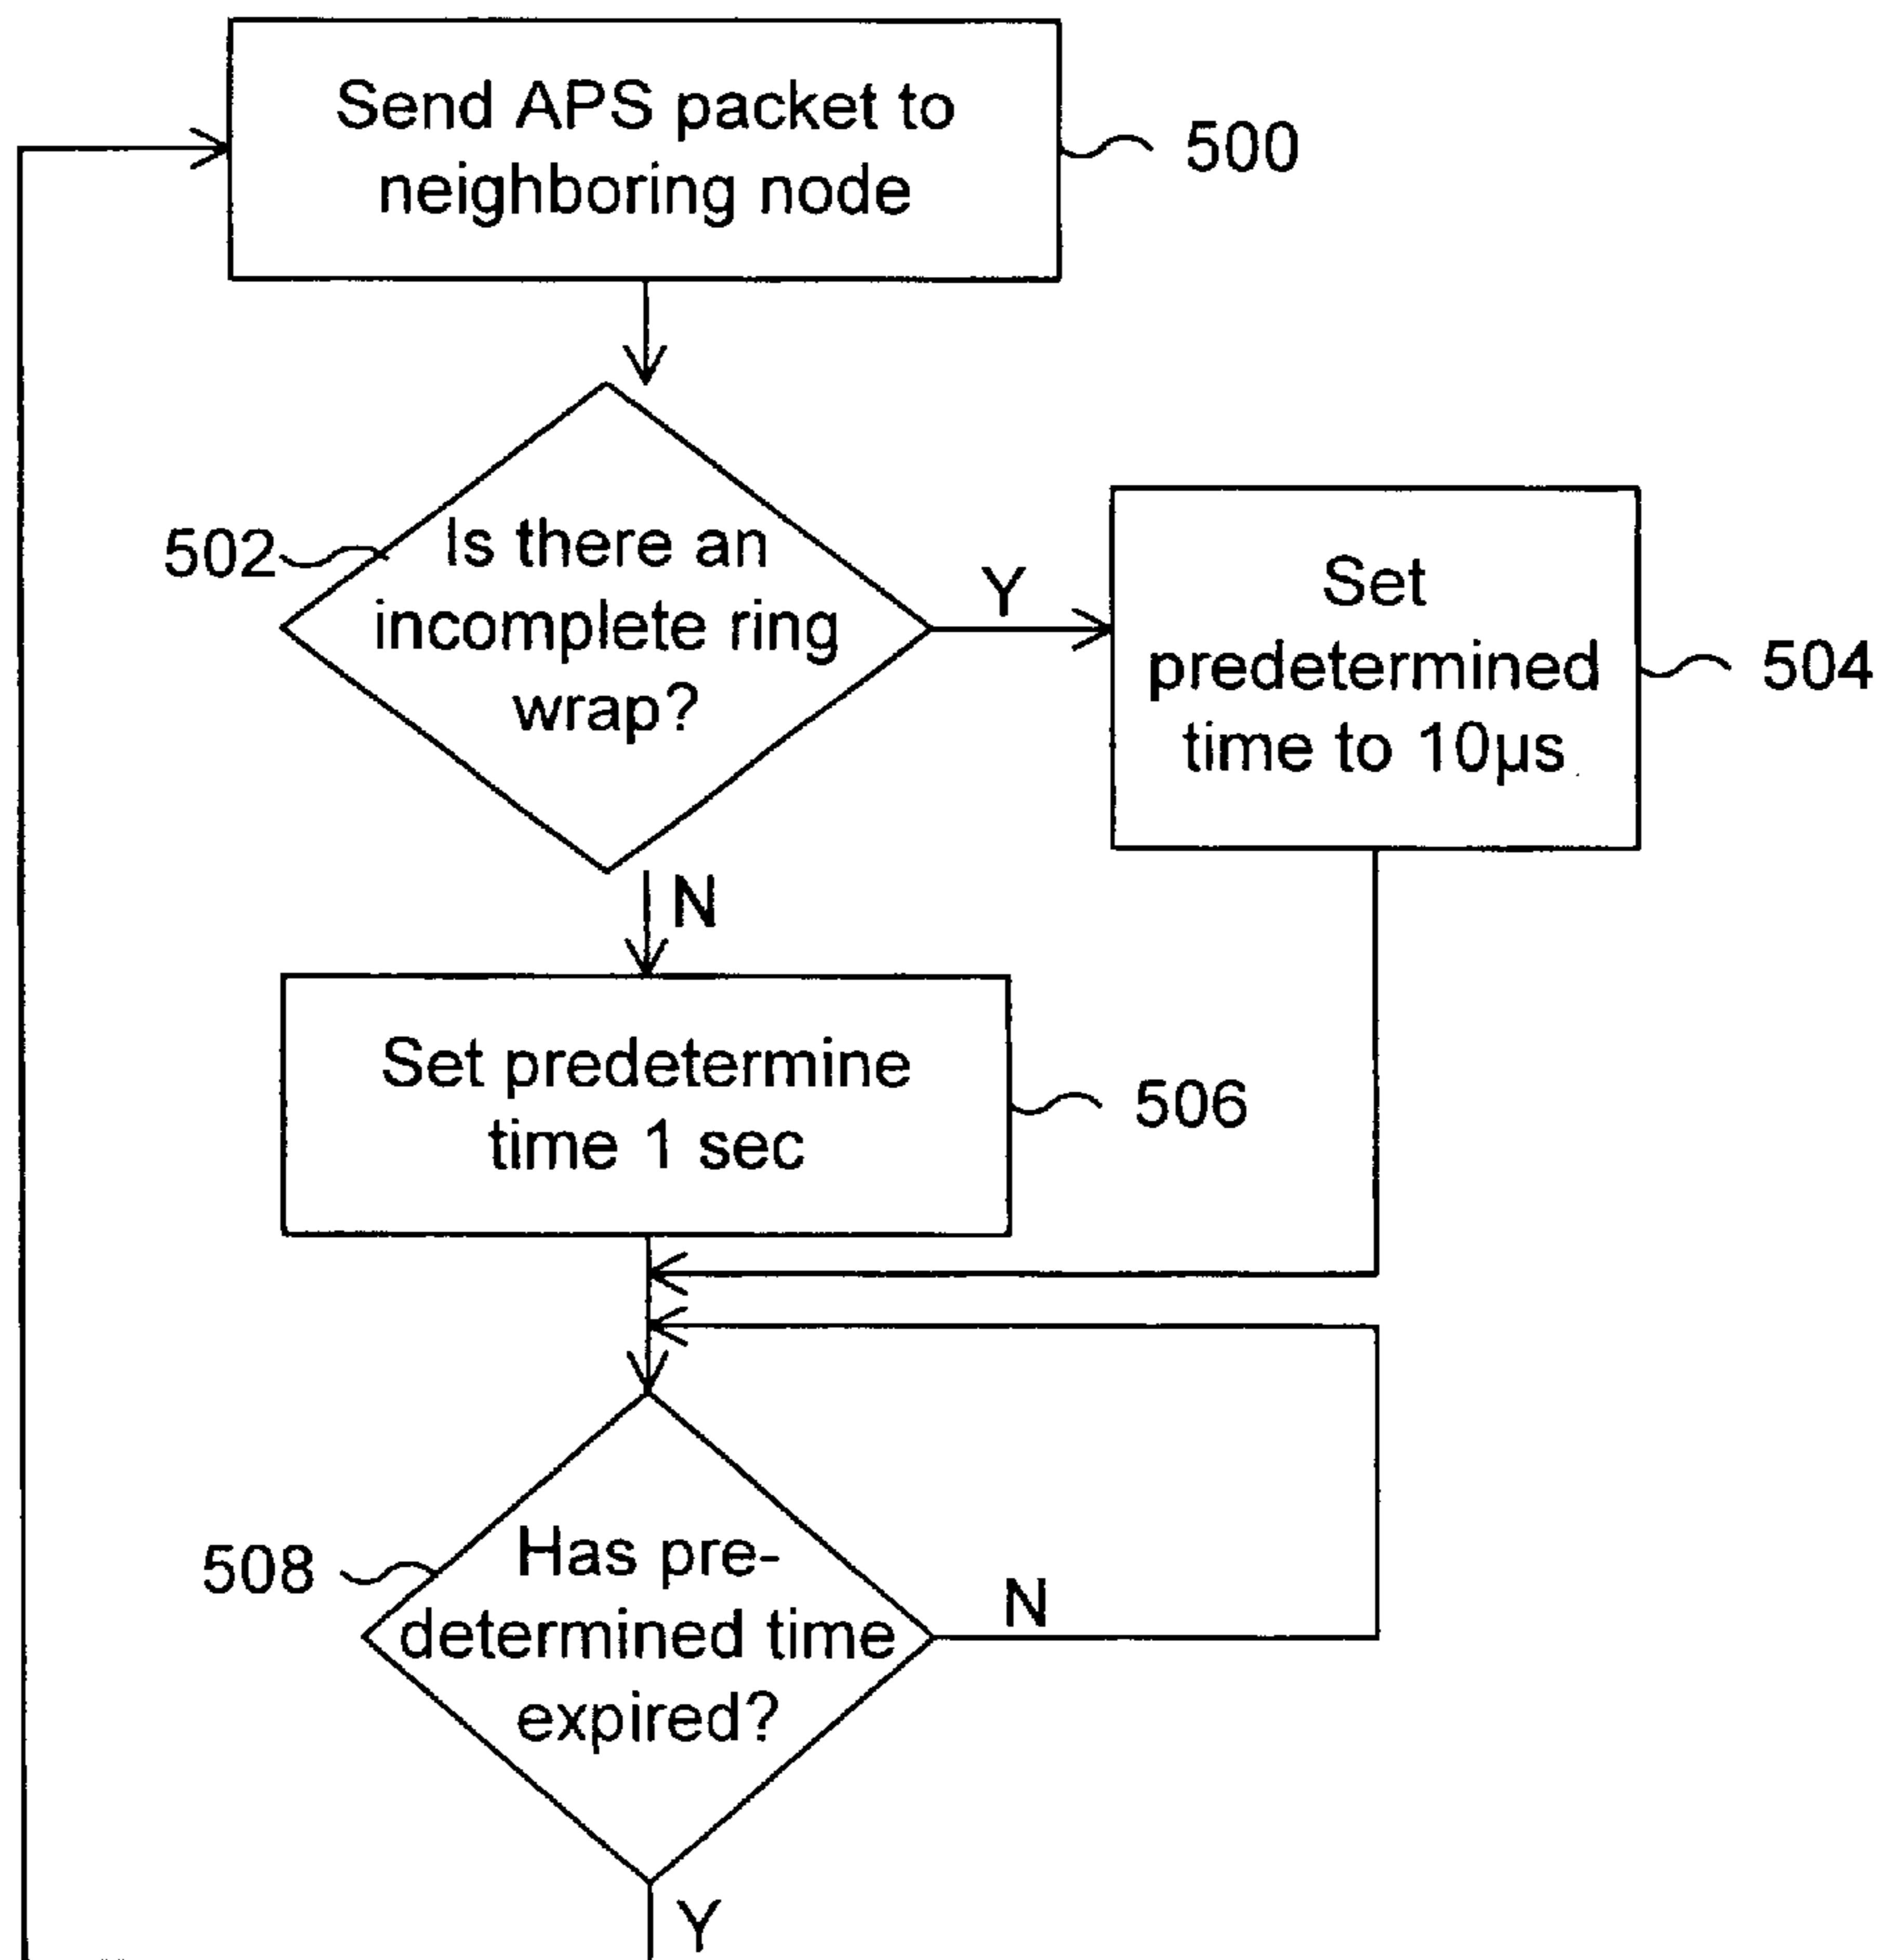 Send APS packet to
neighboring node
500
502
Is there an
incomplete ring
wrap?
Y
Set
predetermined
time to 10µs
504
N
Set predetermine
time 1 sec
506
508
Has pre-
determined time
expired?
N
Y